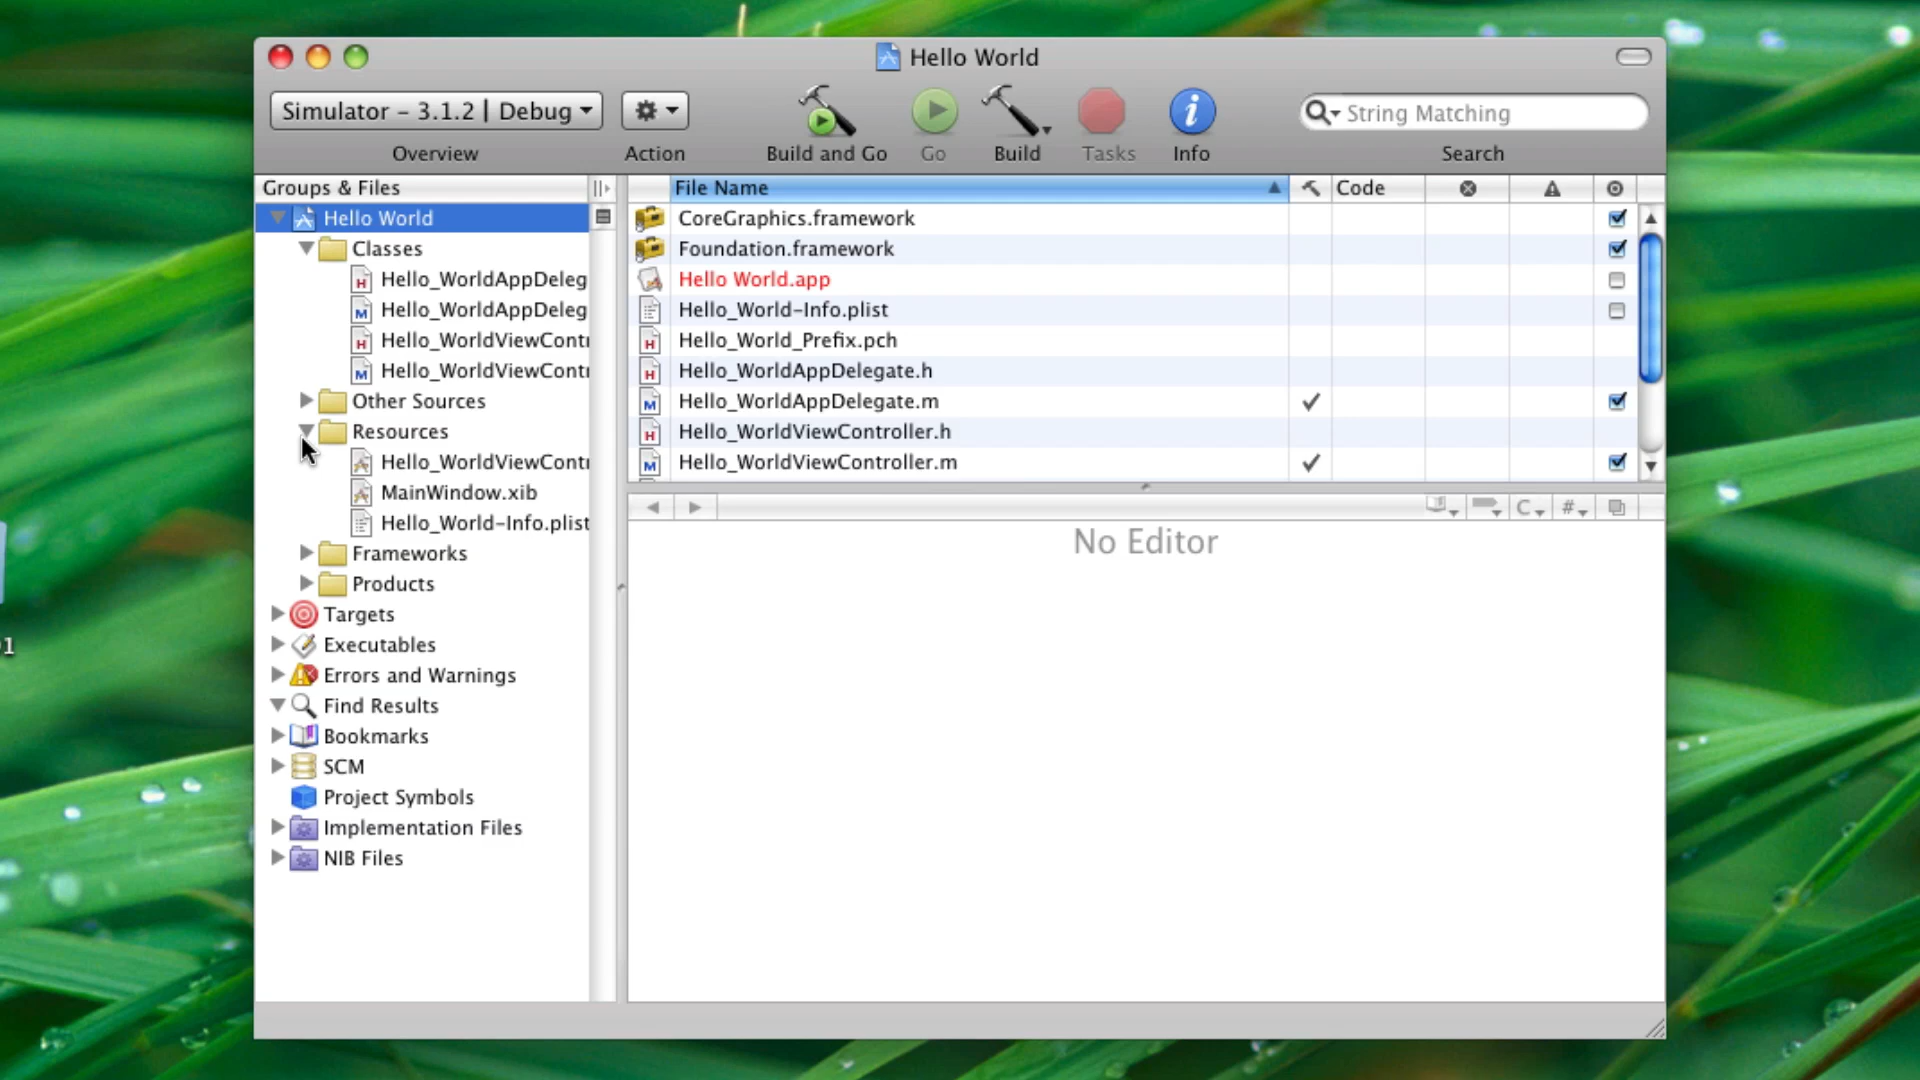 Hello World
Simulator – 3.1.2 | Debug
String Matching
Overview
Action
Build and Go
Go
Build
Tasks
Info
Search
Groups & Files
File Name
Code
Hello World
Classes
Hello_WorldAppDeleg
Hello_WorldAppDeleg
Hello_WorldViewContr
Hello_WorldViewContr
Other Sources
Resources
Hello_WorldViewContr
MainWindow.xib
Hello_World-Info.plist
Frameworks
Products
Targets
Executables
Errors and Warnings
Find Results
Bookmarks
SCM
Project Symbols
Implementation Files
NIB Files
CoreGraphics.framework
Foundation.framework
Hello World.app
Hello_World-Info.plist
Hello_World_Prefix.pch
Hello_WorldAppDelegate.h
Hello_WorldAppDelegate.m
Hello_WorldViewController.h
Hello_WorldViewController.m
C
#
No Editor